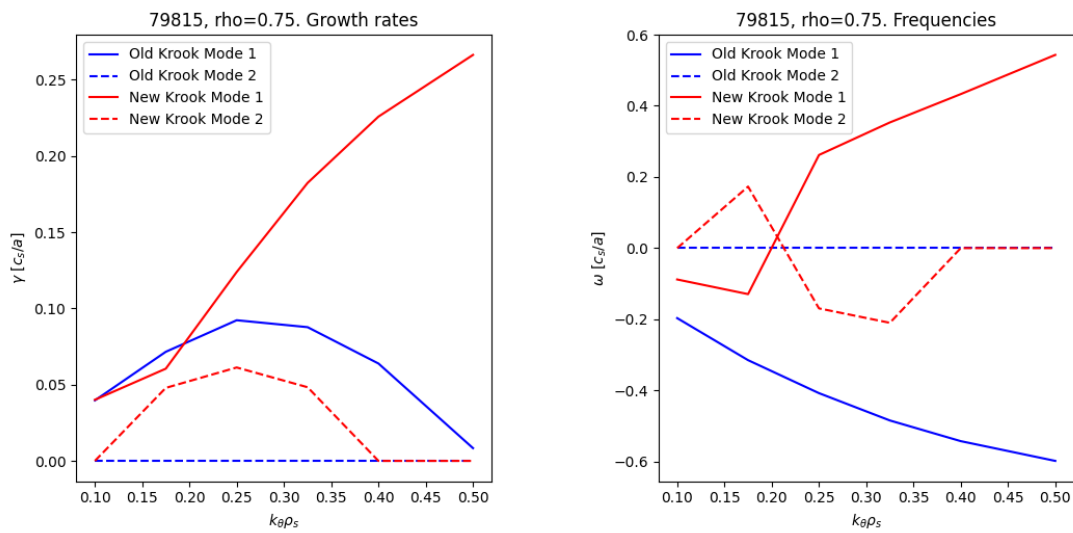 79815, rho=0.75. Growth rates
Old Krook Mode 1
Old Krook Mode 2
New Krook Mode 1
New Krook Mode 2
0.25
0.20
0.15
0.10
0.05
0.00
γ [c_s/a]
0.10 0.15 0.20 0.25 0.30 0.35 0.40 0.45 0.50
k_θρ_s
79815, rho=0.75. Frequencies
Old Krook Mode 1
Old Krook Mode 2
New Krook Mode 1
New Krook Mode 2
0.6
0.4
0.2
0.0
−0.2
−0.4
−0.6
ω [c_s/a]
0.10 0.15 0.20 0.25 0.30 0.35 0.40 0.45 0.50
k_θρ_s